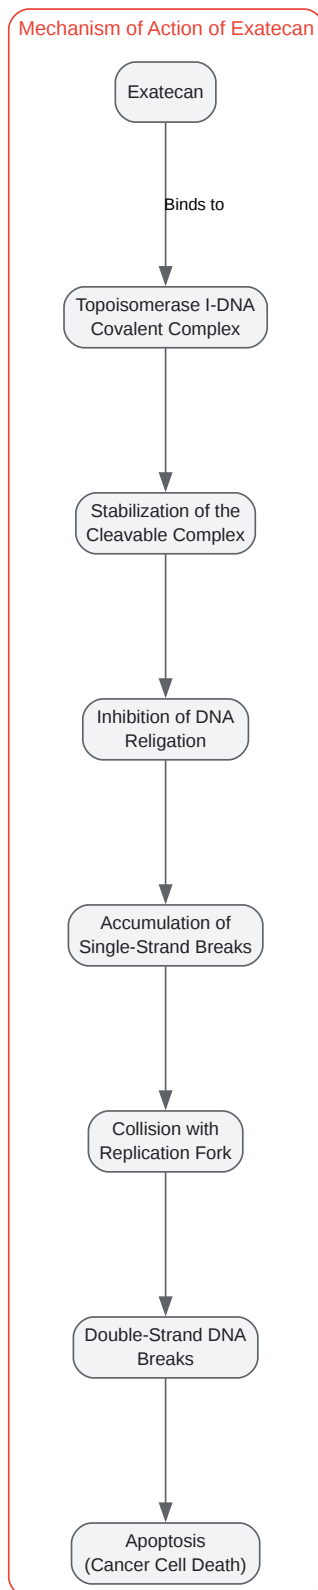 Mechanism of Action of Exatecan
Exatecan
Binds to
Topoisomerase I-DNA
Covalent Complex
Stabilization of the
Cleavable Complex
Inhibition of DNA
Religation
Accumulation of
Single-Strand Breaks
Collision with
Replication Fork
Double-Strand DNA
Breaks
Apoptosis
(Cancer Cell Death)